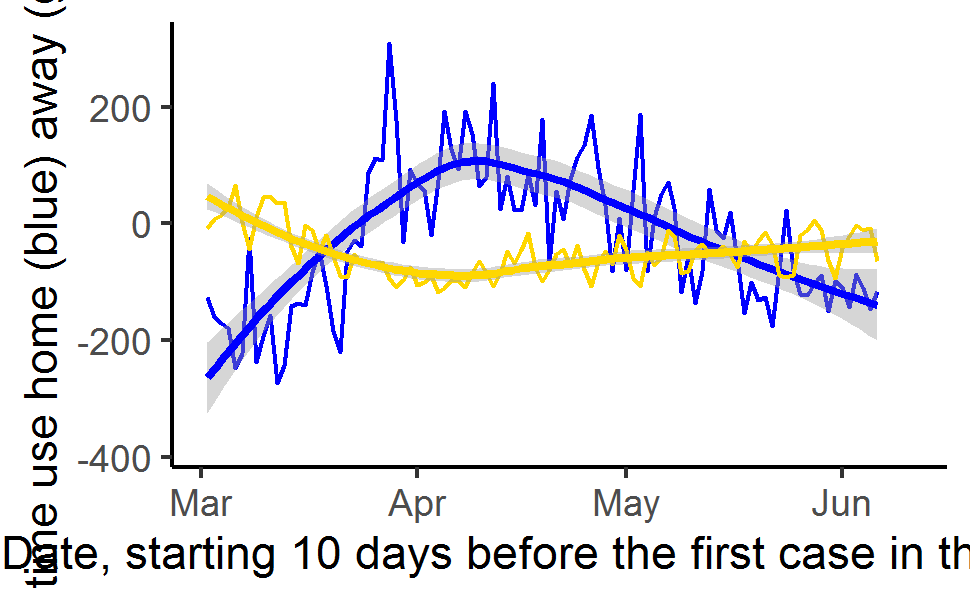 time use home (blue) away (
200
0
-200
-400
Mar Apr May Jun
Date, starting 10 days before the first case in th